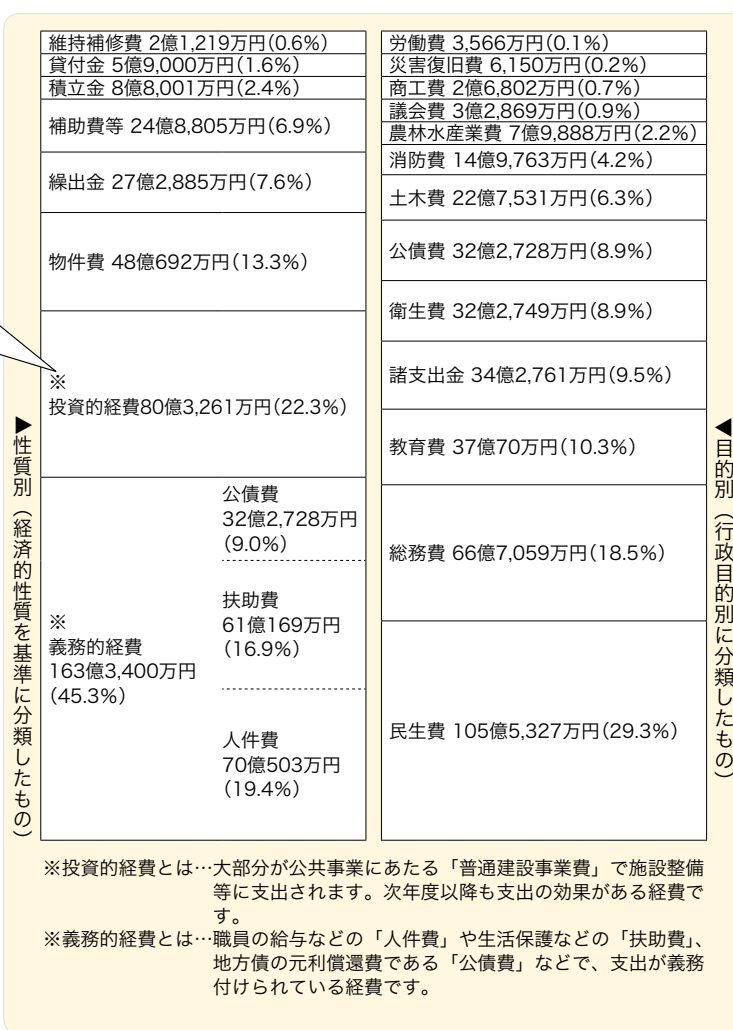 維持補修費 2億1,219万円(0.6%)
貸付金 5億9,000万円(1.6%)
積立金 8億8,001万円(2.4%)
補助費等 24億8,805万円(6.9%)
繰出金 27億2,885万円(7.6%)
物件費 48億692万円(13.3%)
※
投資的経費80億3,261万円(22.3%)
※
義務的経費
163億3,400万円
(45.3%)
公債費
32億2,728万円
(9.0%)
扶助費
61億169万円
(16.9%)
人件費
70億503万円
(19.4%)
▶性質別(経済的性質を基準に分類したもの)
労働費 3,566万円(0.1%)
災害復旧費 6,150万円(0.2%)
商工費 2億6,802万円(0.7%)
議会費 3億2,869万円(0.9%)
農林水産業費 7億9,888万円(2.2%)
消防費 14億9,763万円(4.2%)
土木費 22億7,531万円(6.3%)
公債費 32億2,728万円(8.9%)
衛生費 32億2,749万円(8.9%)
諸支出金 34億2,761万円(9.5%)
教育費 37億70万円(10.3%)
総務費 66億7,059万円(18.5%)
民生費 105億5,327万円(29.3%)
◀目的別(行政目的別に分類したもの)
※投資的経費とは…大部分が公共事業にあたる「普通建設事業費」で施設整備
等に支出されます。次年度以降も支出の効果がある経費で
す。
※義務的経費とは…職員の給与などの「人件費」や生活保護などの「扶助費」、
地方債の元利償還費である「公債費」などで、支出が義務
付けられている経費です。